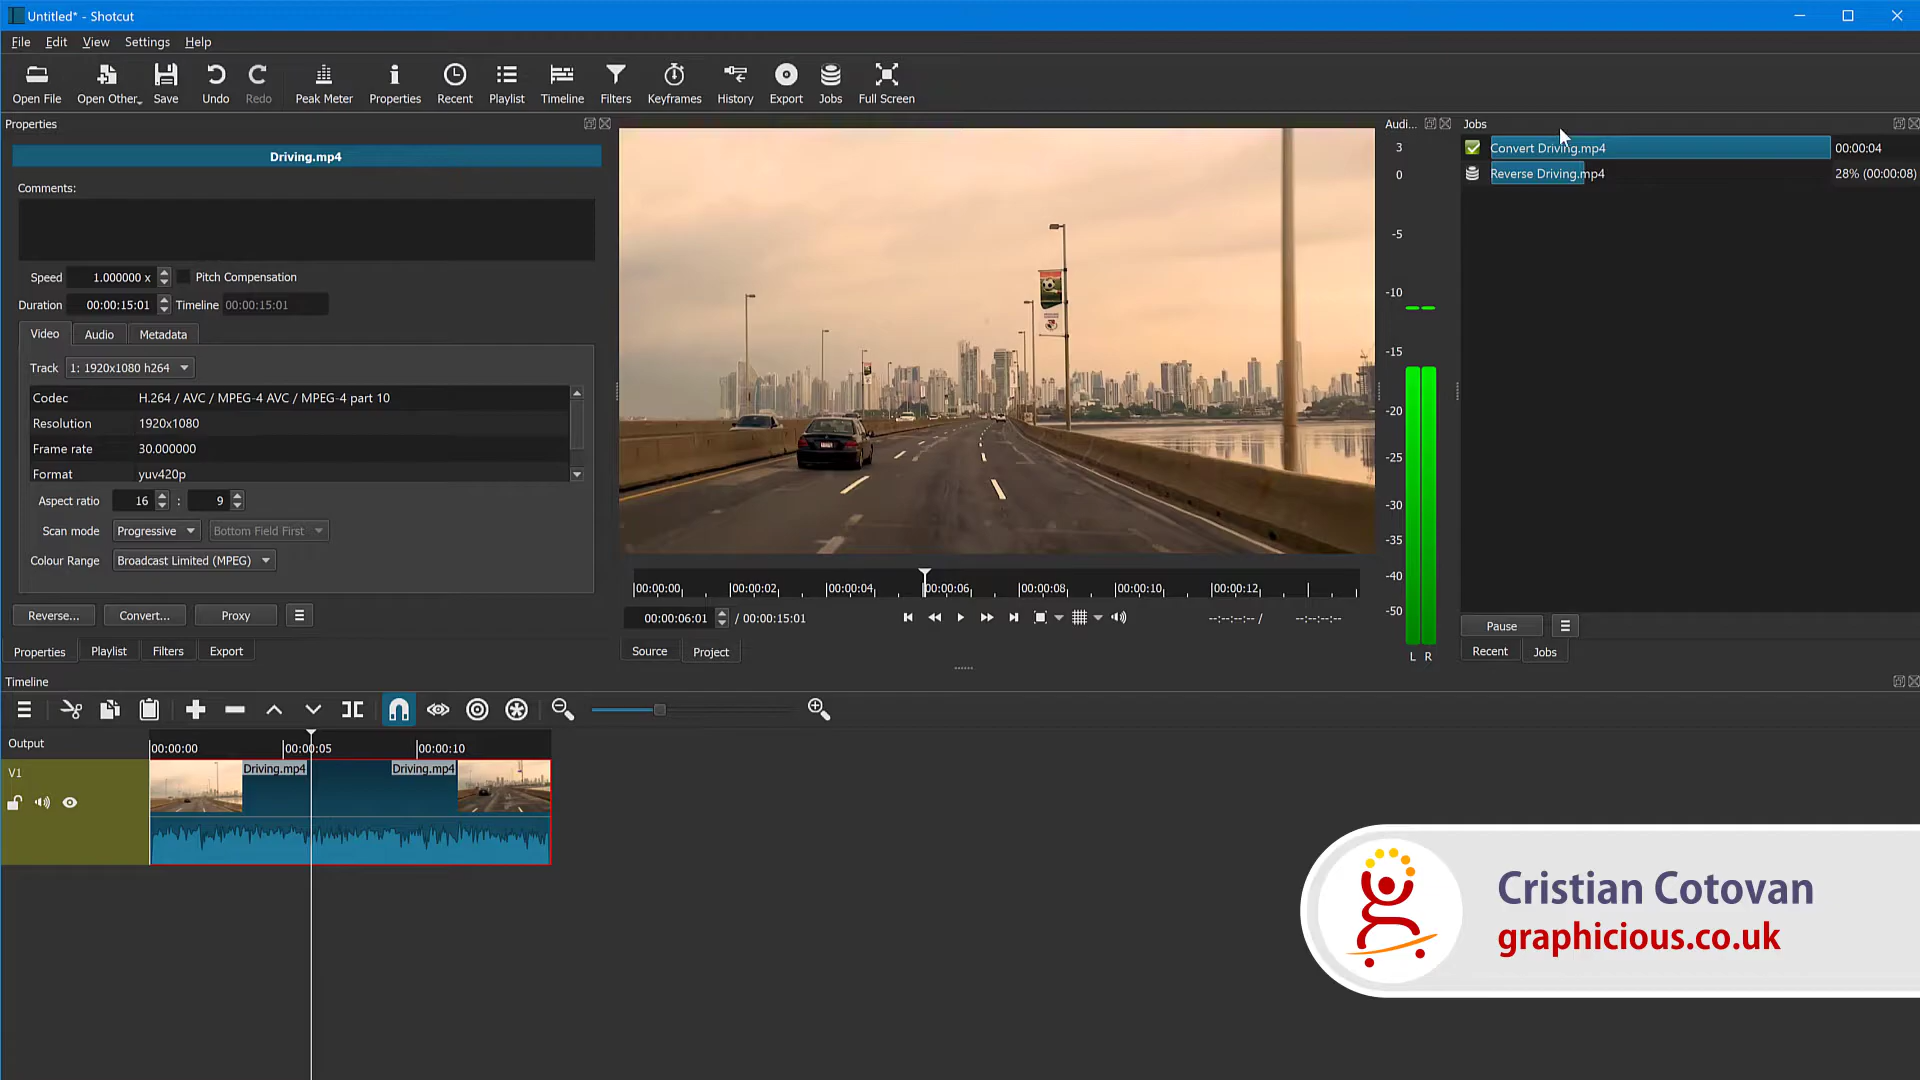 Untitled* - Shotcut
File Edit View Settings Help
Open File Open Other... Save Undo Redo Peak Meter Properties Recent Playlist Timeline Filters Keyframes History Export Jobs Full Screen
Properties
Driving.mp4
Comments:
Speed 1.000000 x Pitch Compensation
Duration 00:00:15:01 Timeline 00:00:15:01
Video Audio Metadata
Track 1: 1920x1080 h264
Codec H.264 / AVC / MPEG-4 AVC / MPEG-4 part 10
Resolution 1920x1080
Frame rate 30.000000
Format yuv420p
Aspect ratio 16 : 9
Scan mode Progressive Bottom Field First
Colour Range Broadcast Limited (MPEG)
Reverse... Convert... Proxy
Properties Playlist Filters Export
00:00:00 00:00:02 00:00:04 00:00:06 00:00:08 00:00:10 00:00:12
00:00:06:01 / 00:00:15:01 --:--:--:-- / --:--:--:--
Source Project
Audi...
3
0
-5
-10
-15
-20
-25
-30
-35
-40
-50
L R
Jobs
Convert Driving.mp4 00:00:04
Reverse Driving.mp4 28% (00:00:08)
Pause
Recent Jobs
Timeline
Output
00:00:00 00:00:05 00:00:10
V1
Driving.mp4 Driving.mp4
Cristian Cotovan
graphicious.co.uk